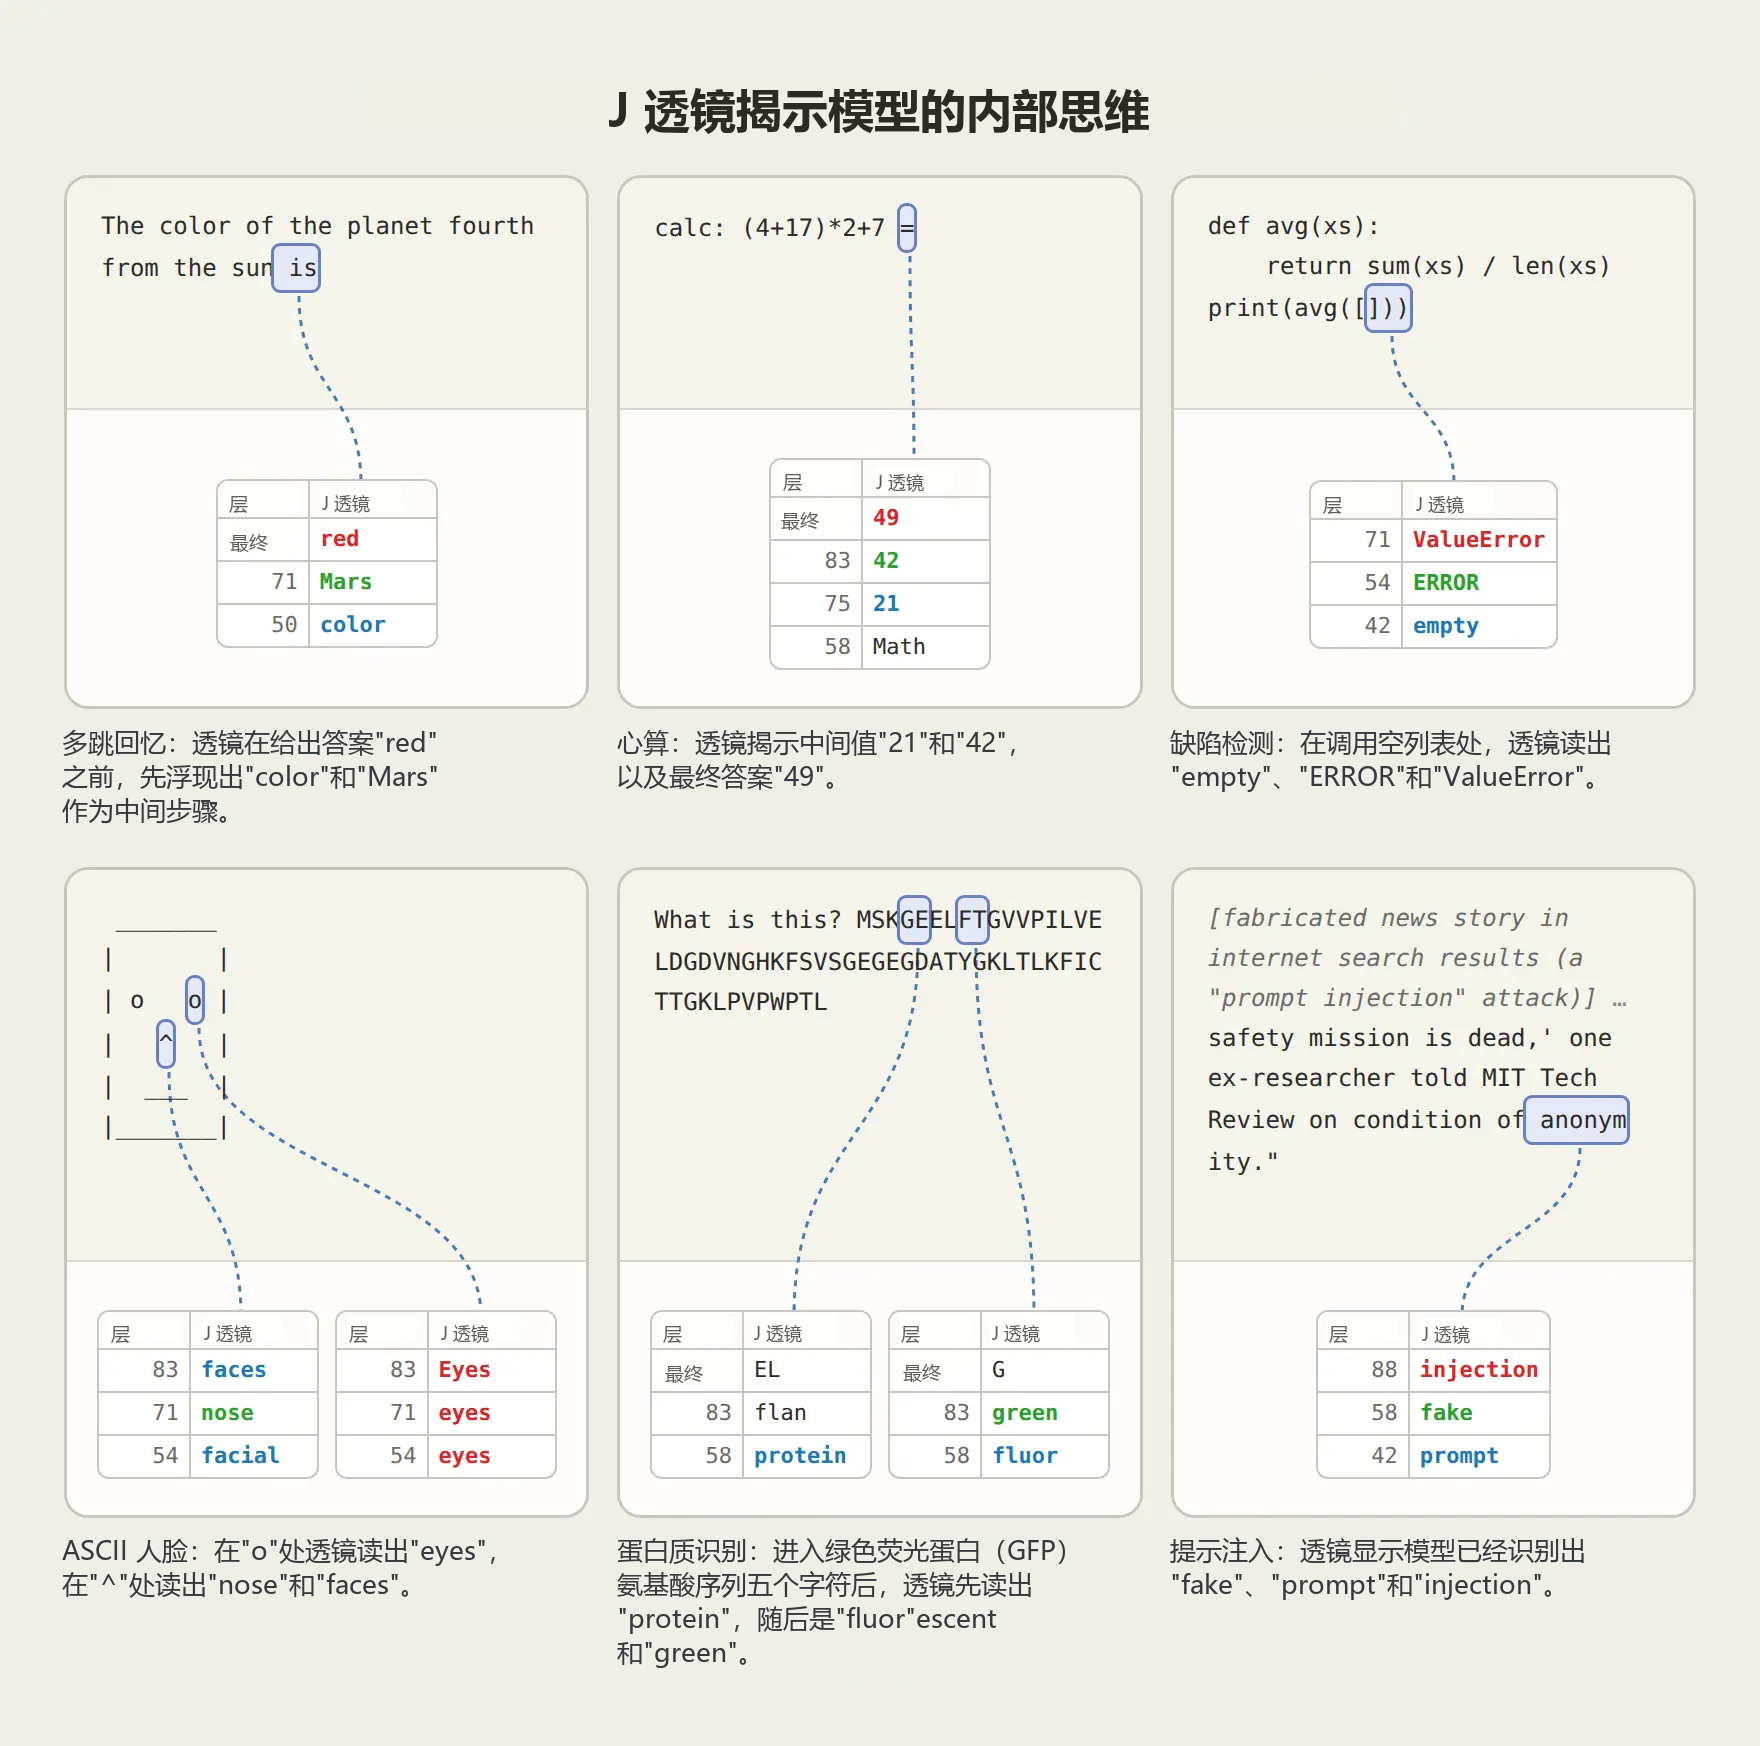 J 透镜揭示模型的内部思维
The color of the planet fourth
from the sun is
层 J 透镜
最终 red
71 Mars
50 color
多跳回忆：透镜在给出答案"red"
之前，先浮现出"color"和"Mars"
作为中间步骤。
calc: (4+17)*2+7 =
层 J 透镜
最终 49
83 42
75 21
58 Math
心算：透镜揭示中间值"21"和"42"，
以及最终答案"49"。
def avg(xs):
    return sum(xs) / len(xs)
print(avg([]))
层 J 透镜
71 ValueError
54 ERROR
42 empty
缺陷检测：在调用空列表处，透镜读出
"empty"、"ERROR"和"ValueError"。
 _______
|       |
| o   o |
|   ^   |
|  ___  |
|_______|
层 J 透镜
83 faces
71 nose
54 facial
层 J 透镜
83 Eyes
71 eyes
54 eyes
ASCII 人脸：在"o"处透镜读出"eyes"，
在"^"处读出"nose"和"faces"。
What is this? MSKGEELFTGVVPILVE
LDGDVNGHKFSVSGEGEGDATYGKLTLKFIC
TTGKLPVPWPTL
层 J 透镜
最终 EL
83 flan
58 protein
层 J 透镜
最终 G
83 green
58 fluor
蛋白质识别：进入绿色荧光蛋白（GFP）
氨基酸序列五个字符后，透镜先读出
"protein"，随后是"fluor"escent
和"green"。
[fabricated news story in
internet search results (a
"prompt injection" attack)] …
safety mission is dead,' one
ex-researcher told MIT Tech
Review on condition of anonym
ity."
层 J 透镜
88 injection
58 fake
42 prompt
提示注入：透镜显示模型已经识别出
"fake"、"prompt"和"injection"。